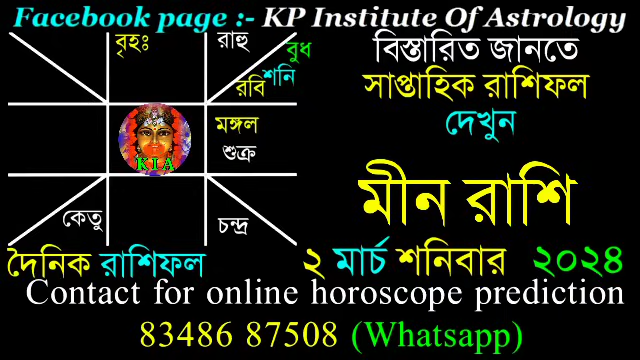 Facebook page :- KP Institute Of Astrology
বৃহঃ
রাহু
বুধ
শনি
রবি
মঙ্গল
শুক্র
KIA
কেতু
চন্দ্র
বিস্তারিত জানতে
সাপ্তাহিক রাশিফল
দেখুন
মীন রাশি
দৈনিক রাশিফল
২ মার্চ শনিবার ২০২৪
Contact for online horoscope prediction
83486 87508 (Whatsapp)